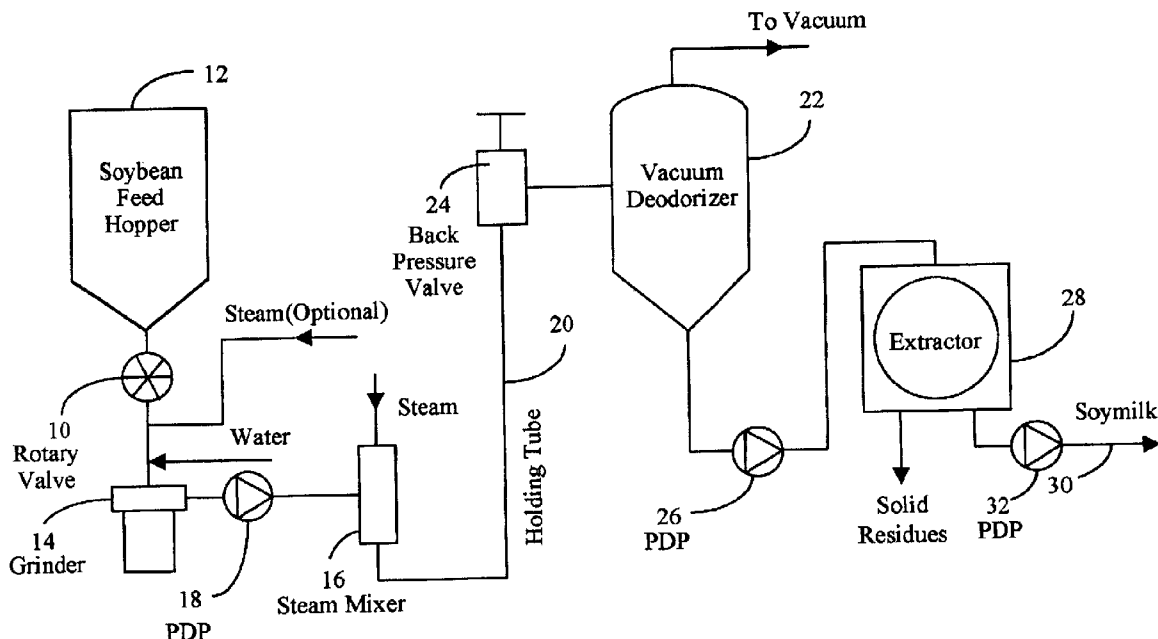 To Vacuum
12
22
Soybean
Feed
Hopper
Vacuum
Deodorizer
24
Back
Pressure
Valve
Steam(Optional)
20
28
Extractor
Steam
10
Rotary
Valve
Water
Holding Tube
Soymilk
14
Grinder
26
PDP
Solid
Residues
32
PDP
30
16
Steam Mixer
18
PDP